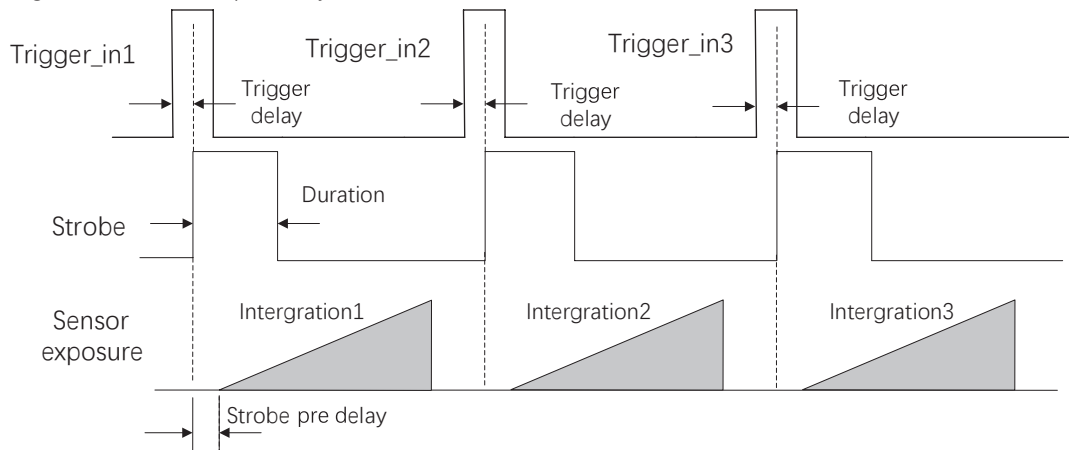 Trigger_in1
Trigger_in2
Trigger_in3
Trigger
delay
Trigger
delay
Trigger
delay
Duration
Strobe
Intergration1
Intergration2
Intergration3
Sensor
exposure
Strobe pre delay